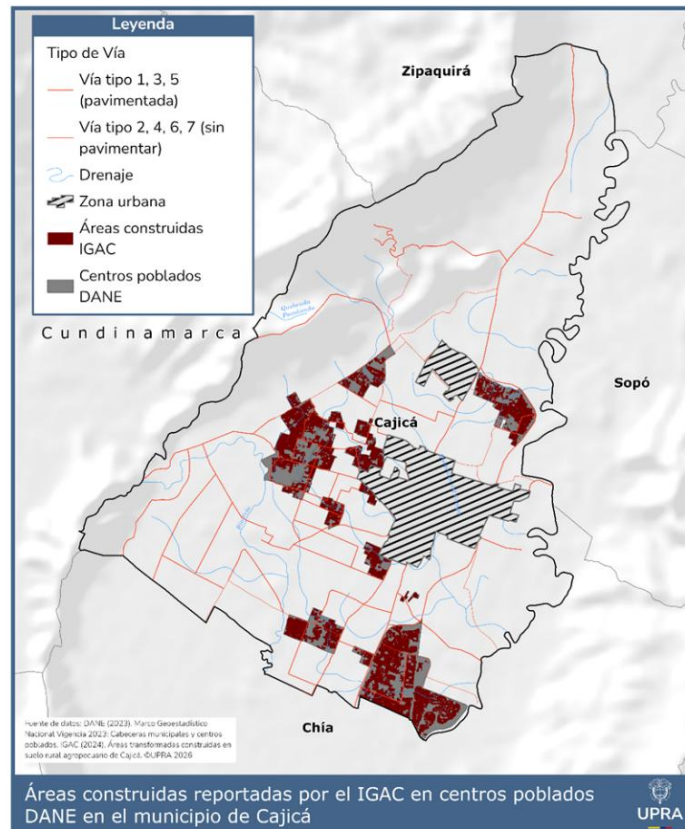 Leyenda
Tipo de Vía
Vía tipo 1, 3, 5
(pavimentada)
Vía tipo 2, 4, 6, 7 (sin
pavimentar)
Drenaje
Zona urbana
Áreas construidas
IGAC
Centros poblados
DANE
Zipaquirá
Cundinamarca
Sopó
Cajicá
Chía
Fuente de datos: DANE (2023). Marco Geoestadístico
Nacional Vigencia 2023: Cabeceras municipales y centros
poblados. IGAC (2024). Áreas transformadas construidas en
suelo rural agropecuario de Cajicá. ©UPRA 2026
Áreas construidas reportadas por el IGAC en centros poblados
DANE en el municipio de Cajicá
UPRA